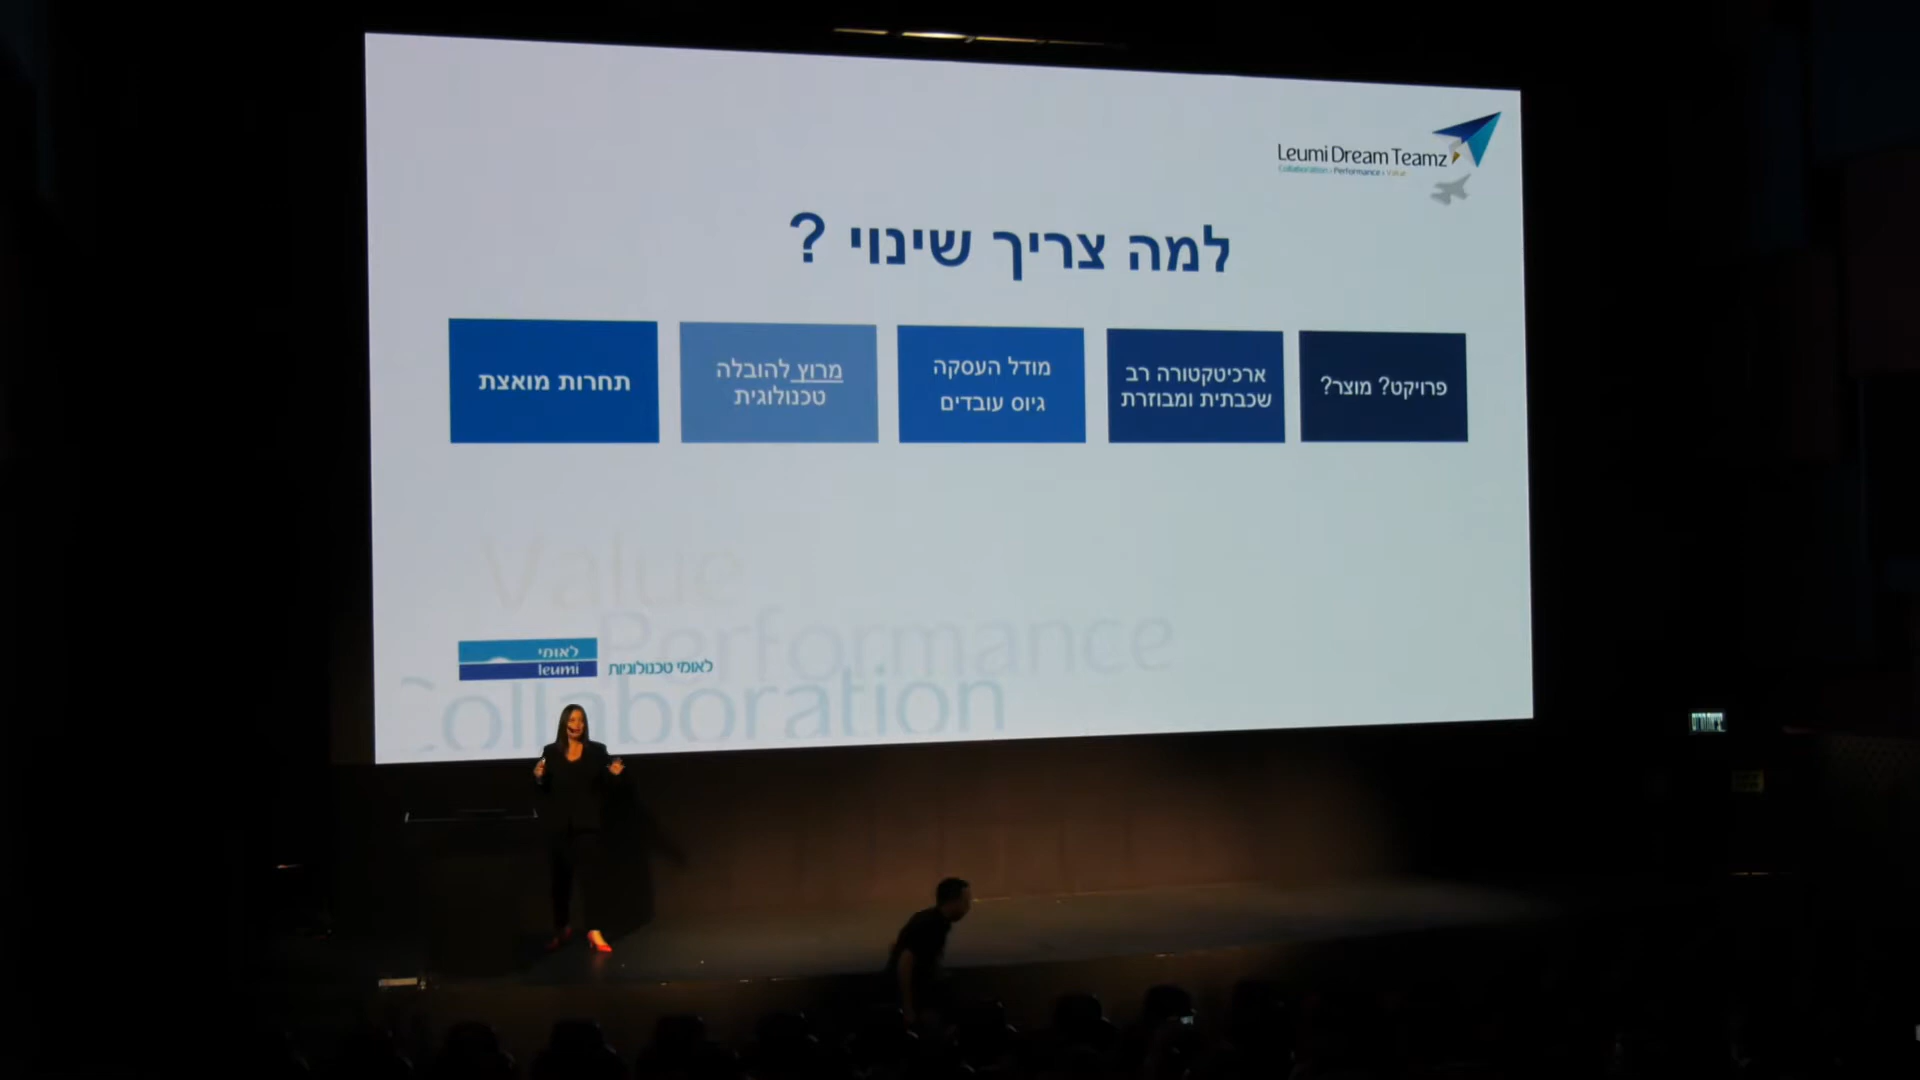 Leumi Dream Teamz
Collaboration › Performance › Value
למה צריך שינוי ?
פרויקט? מוצר?
ארכיטקטורה רב
שכבתית ומבוזרת
מודל העסקה
גיוס עובדים
מרוץ להובלה
טכנולוגית
תחרות מואצת
Value
Performance
Collaboration
לאומי
leumi
לאומי טכנולוגיות